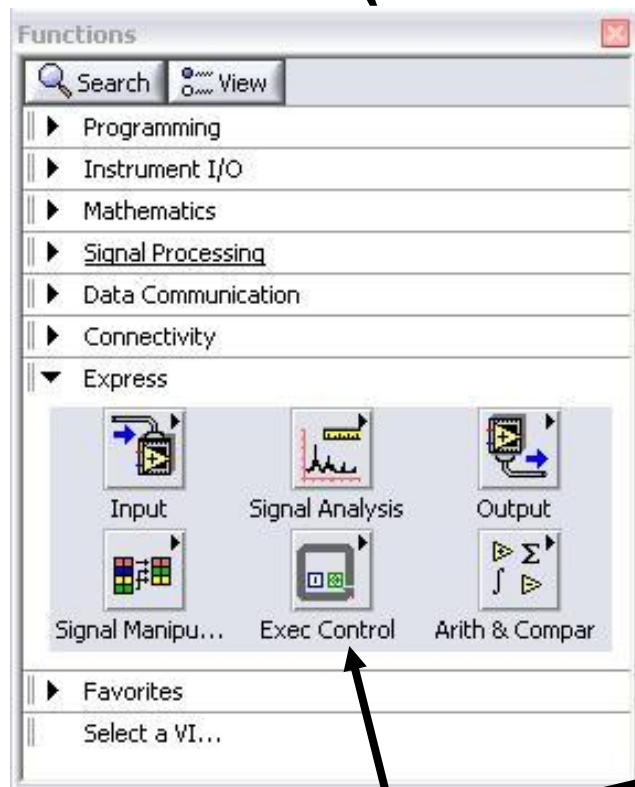 Functions
Search View
Programming
Instrument I/O
Mathematics
Signal Processing
Data Communication
Connectivity
Express
Input Signal Analysis Output
Signal Manipu... Exec Control Arith & Compar
Favorites
Select a VI...